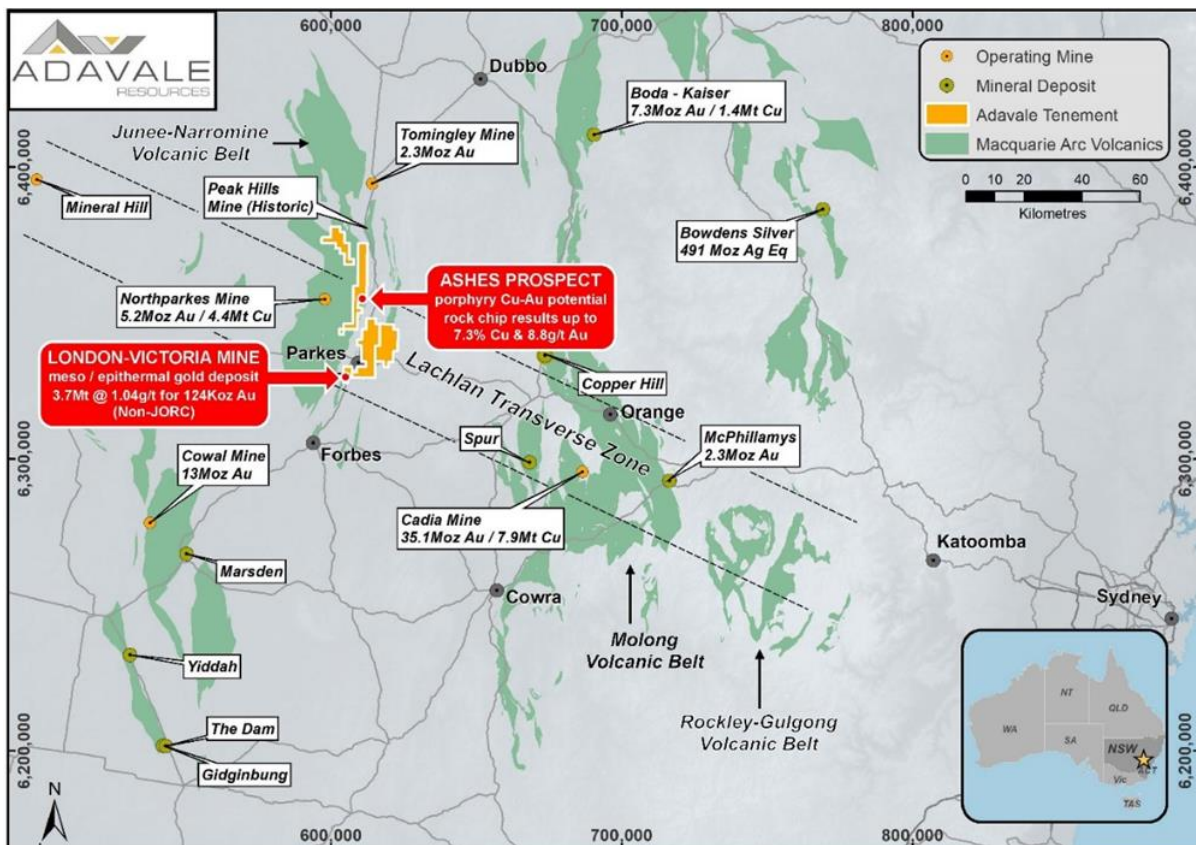 ADAVALE
RESOURCES
600,000
700,000
800,000
Operating Mine
Mineral Deposit
Adavale Tenement
Macquarie Arc Volcanics
0 10 20 40 60
Kilometres
Dubbo
Boda - Kaiser
7.3Moz Au / 1.4Mt Cu
Junee-Narromine
Volcanic Belt
Tomingley Mine
2.3Moz Au
6,400,000
6,400,000
Mineral Hill
Peak Hills
Mine (Historic)
Bowdens Silver
491 Moz Ag Eq
Northparkes Mine
5.2Moz Au / 4.4Mt Cu
ASHES PROSPECT
porphyry Cu-Au potential
rock chip results up to
7.3% Cu & 8.8g/t Au
LONDON-VICTORIA MINE
meso / epithermal gold deposit
3.7Mt @ 1.04g/t for 124Koz Au
(Non-JORC)
Parkes
Lachlan Transverse Zone
Copper Hill
Orange
Spur
McPhillamys
2.3Moz Au
Forbes
6,300,000
6,300,000
Cowal Mine
13Moz Au
Cadia Mine
35.1Moz Au / 7.9Mt Cu
Katoomba
Marsden
Cowra
Sydney
Molong
Volcanic Belt
Yiddah
Rockley-Gulgong
Volcanic Belt
The Dam
Gidginbung
6,200,000
6,200,000
NT
QLD
WA
SA
NSW
ACT
Vic
TAS
N
600,000
700,000
800,000